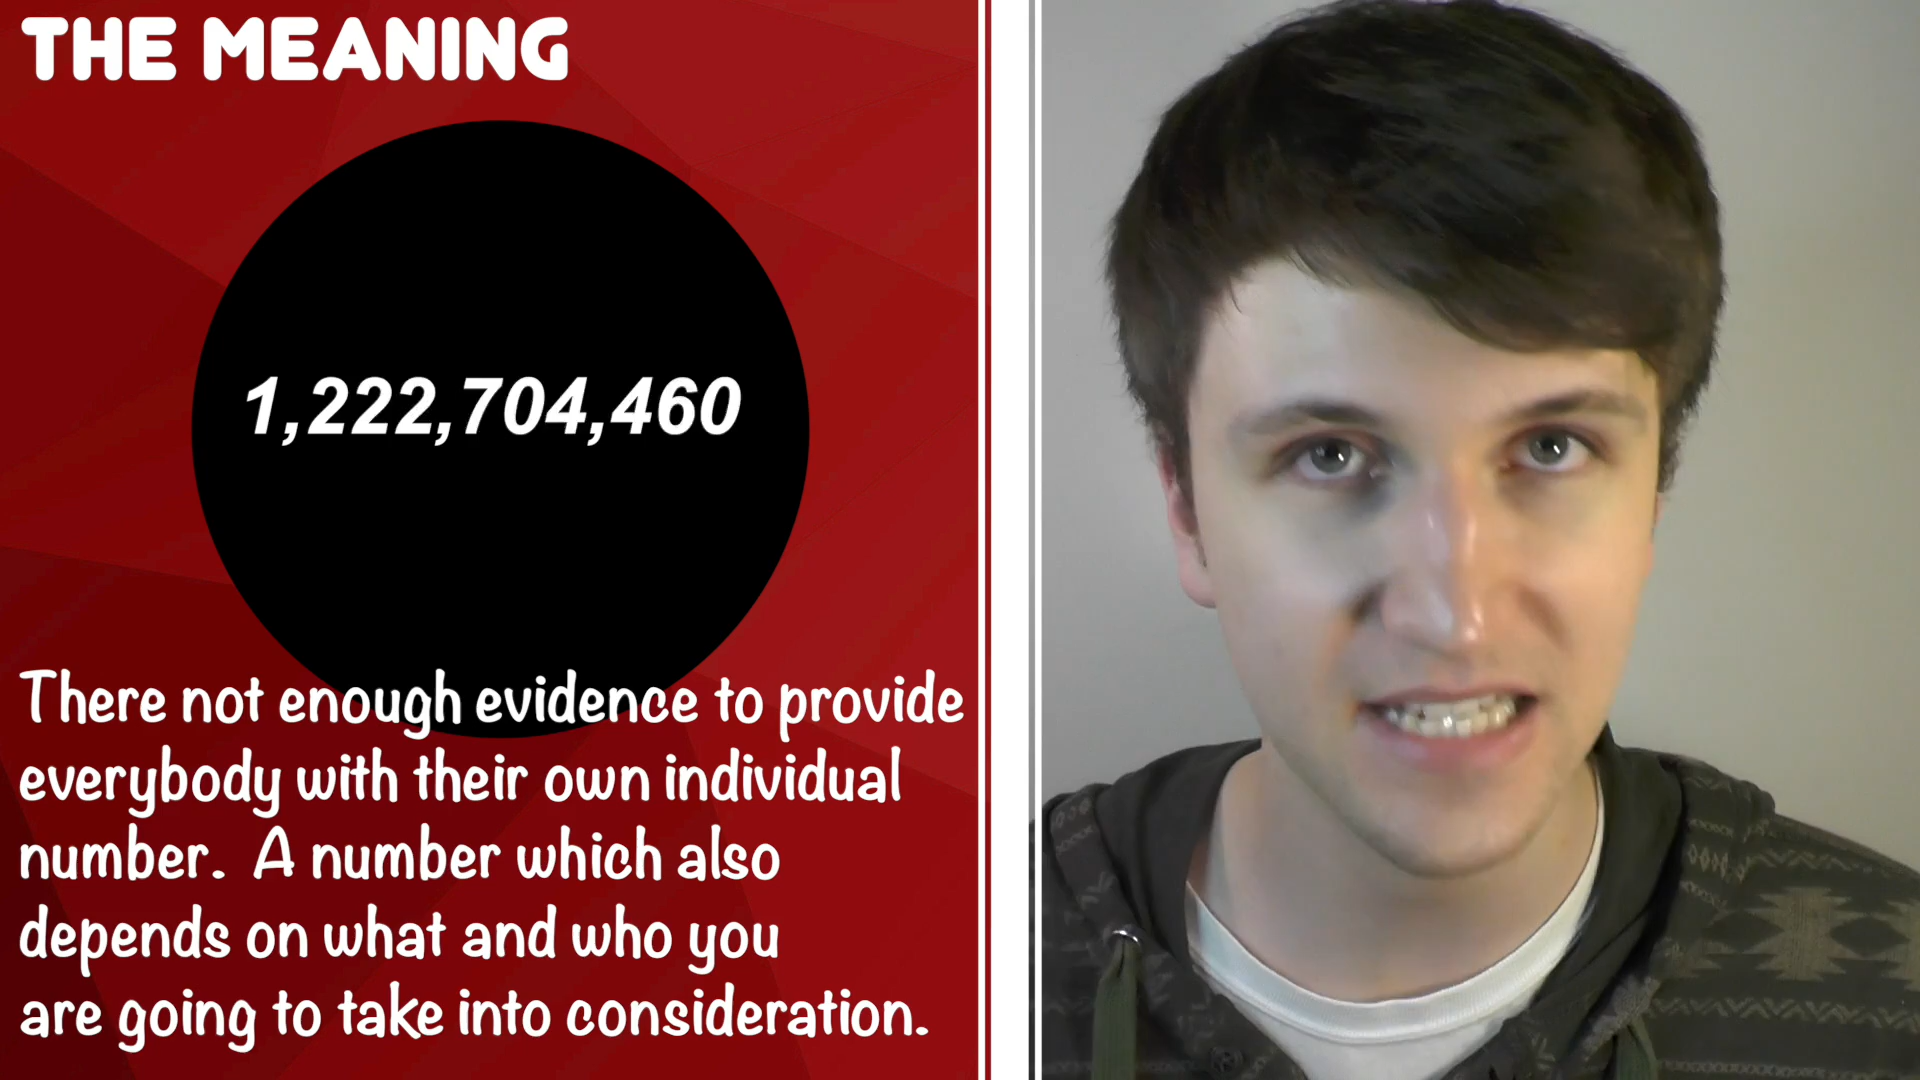 THE MEANING
1,222,704,460
There not enough evidence to provide
everybody with their own individual
number. A number which also
depends on what and who you
are going to take into consideration.